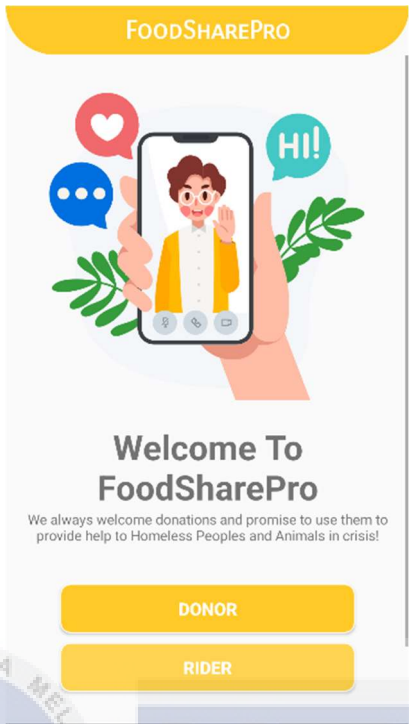 FOODSHAREPRO
HI!
Welcome To
FoodSharePro
We always welcome donations and promise to use them to
provide help to Homeless Peoples and Animals in crisis!
DONOR
RIDER